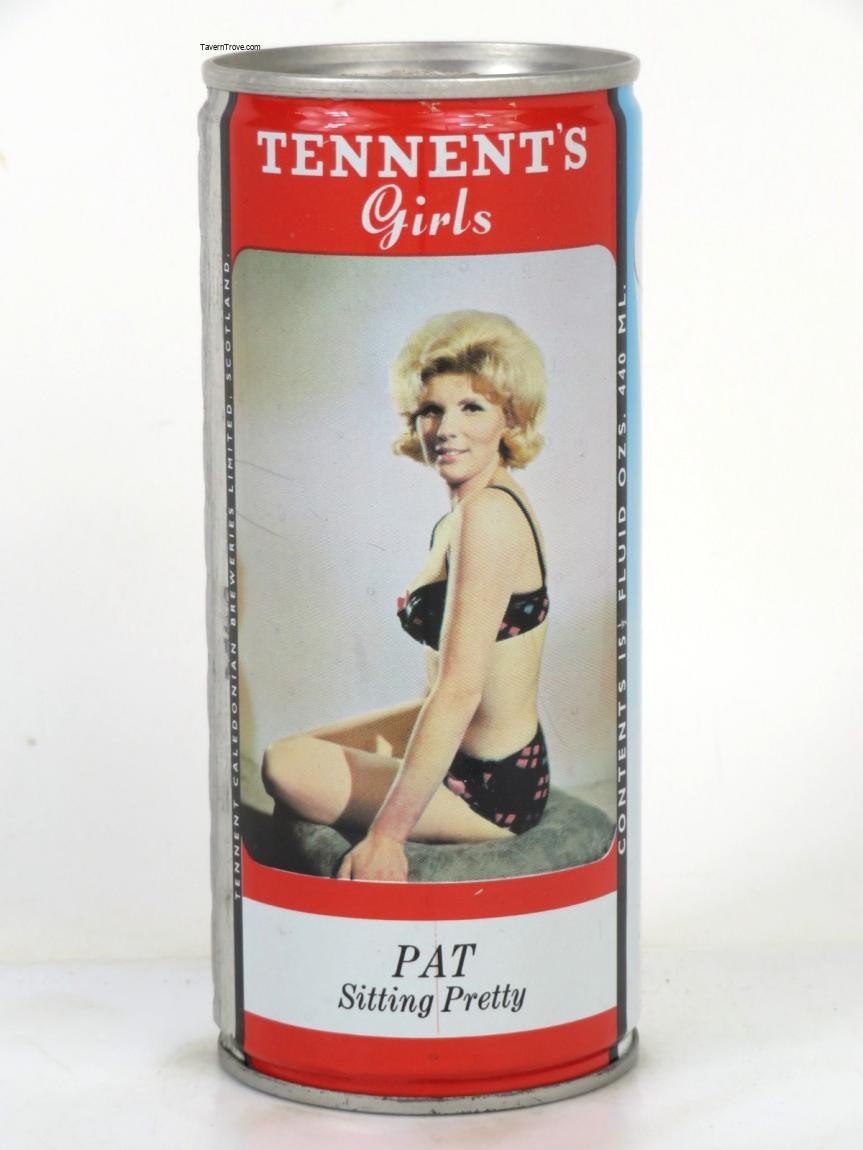 TavernTrove.com
TENNENT'S
Girls
TENNENT CALEDONIAN BREWERIES LIMITED. SCOTLAND.
CONTENTS 15½ FLUID OZS. 440 ML.
PAT
Sitting Pretty